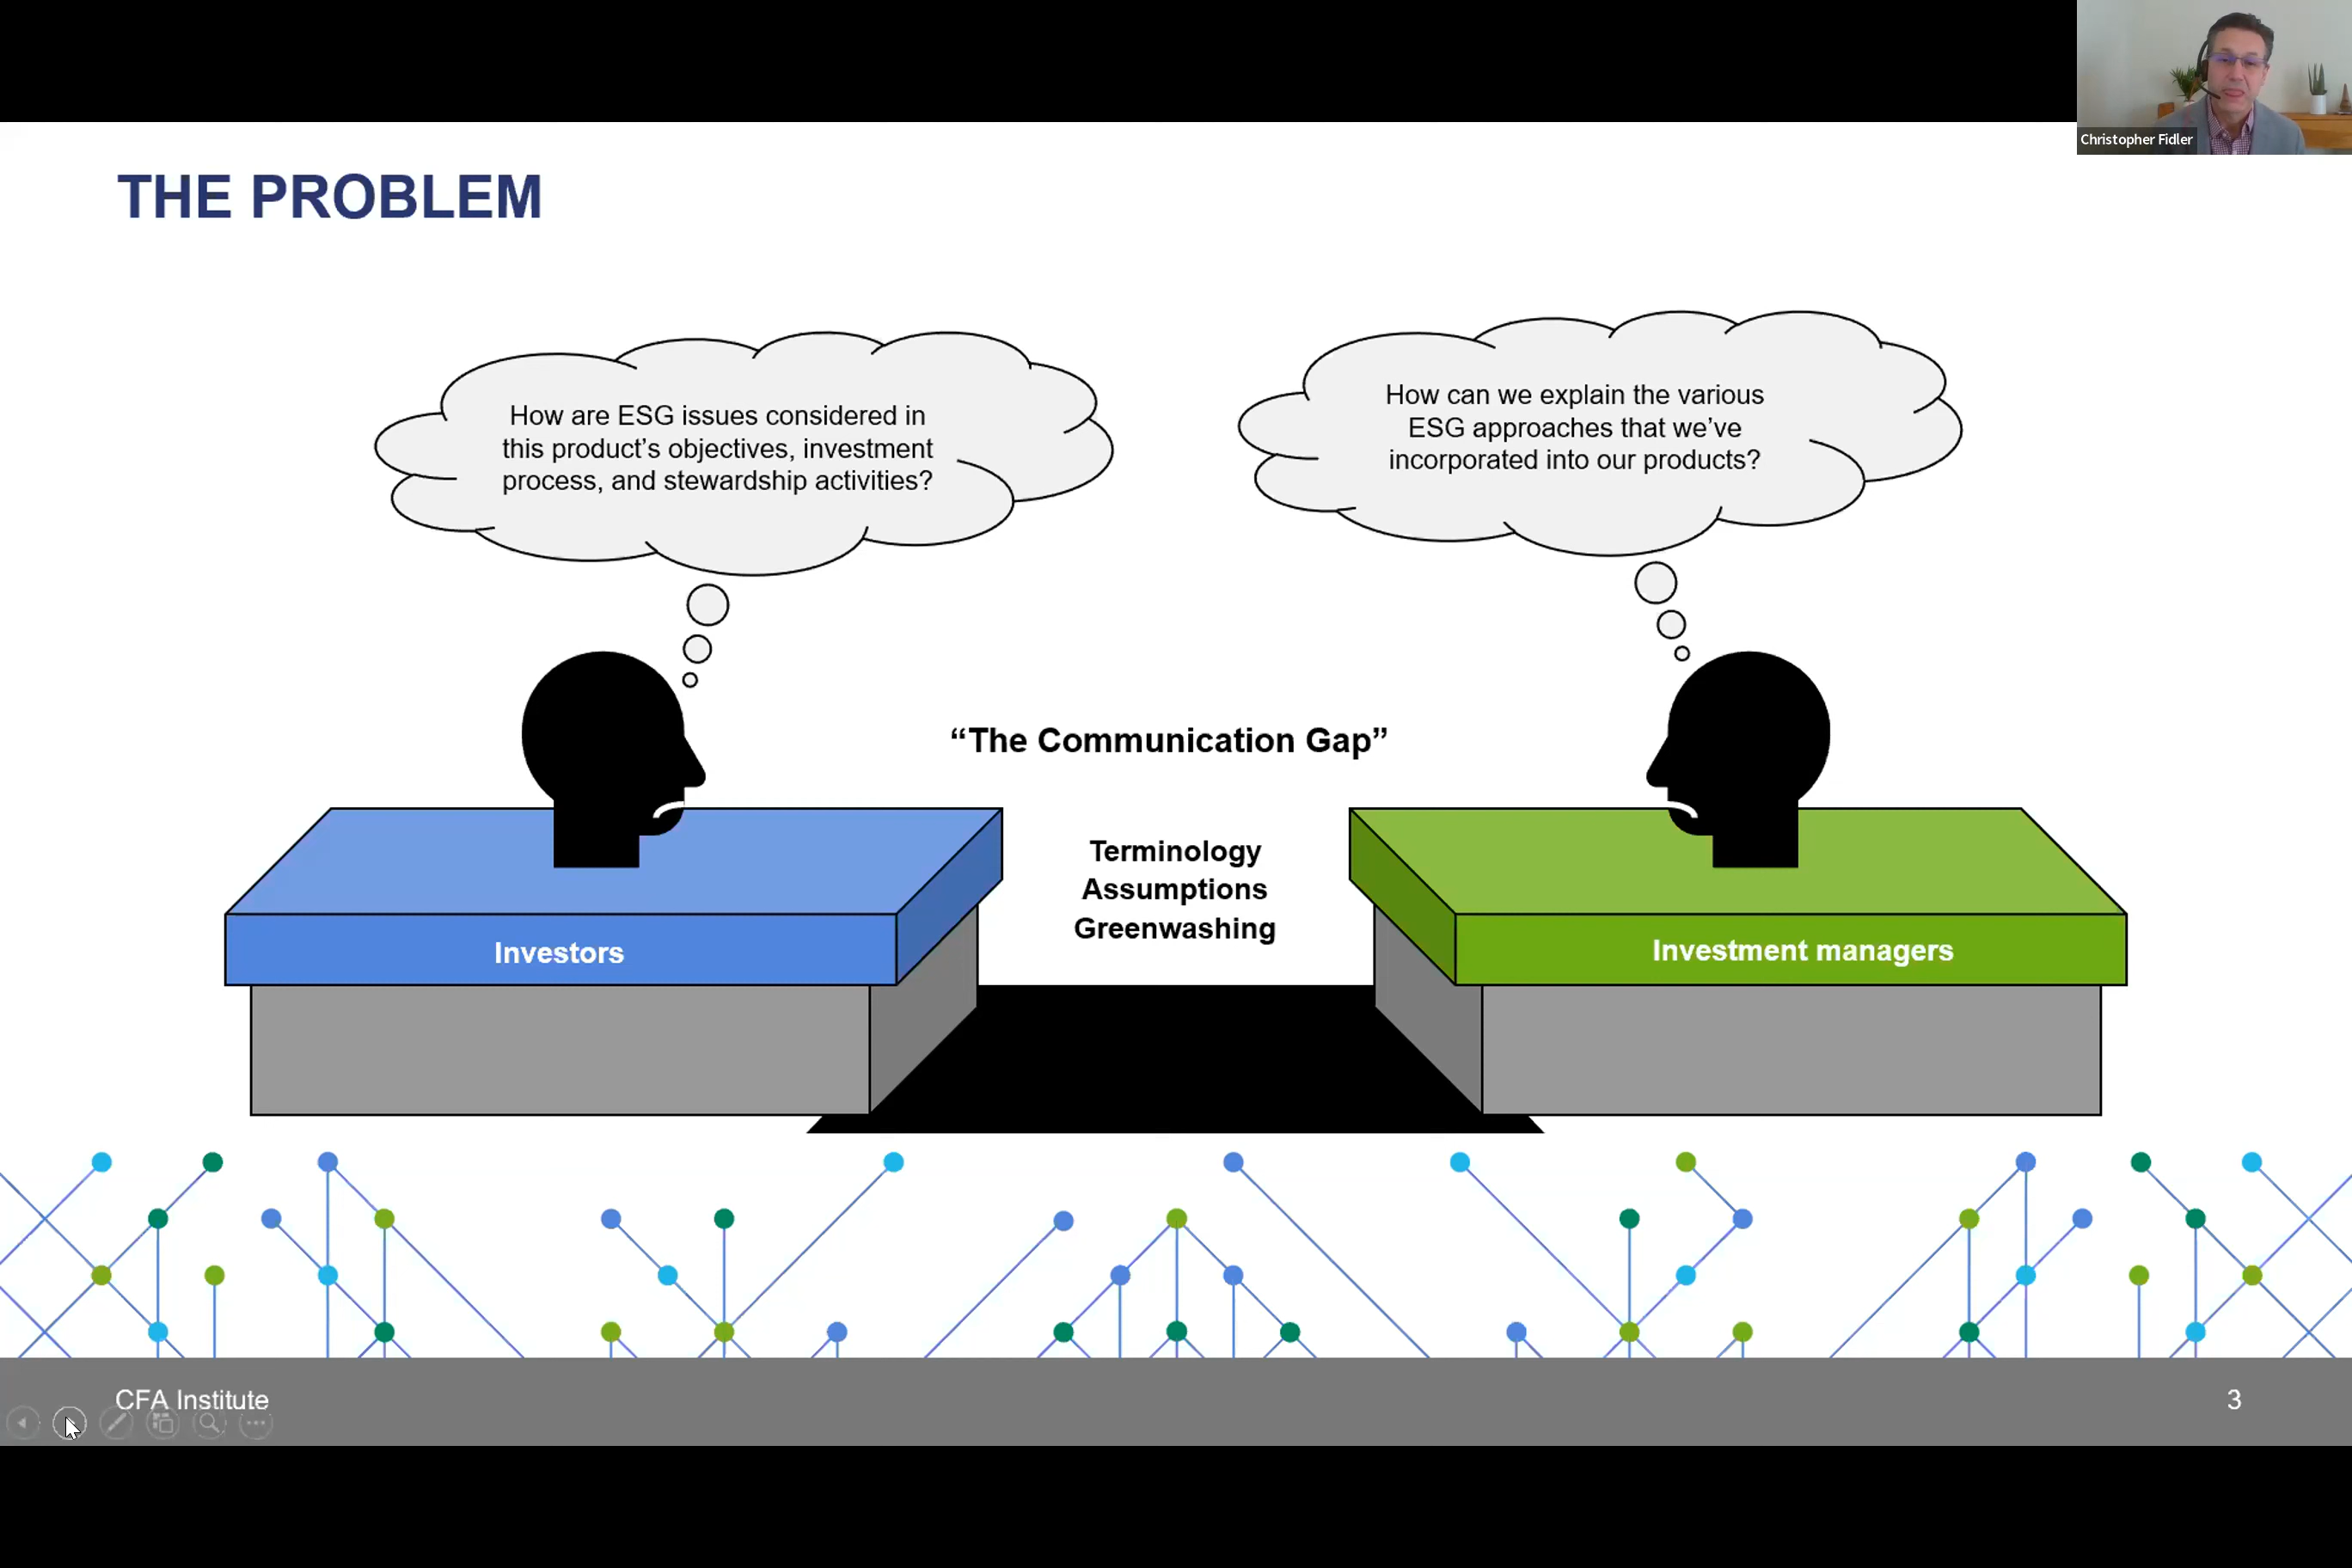 Christopher Fidler
THE PROBLEM
How are ESG issues considered in
this product’s objectives, investment
process, and stewardship activities?
How can we explain the various
ESG approaches that we’ve
incorporated into our products?
“The Communication Gap”
Terminology
Assumptions
Greenwashing
Investors
Investment managers
CFA Institute
3